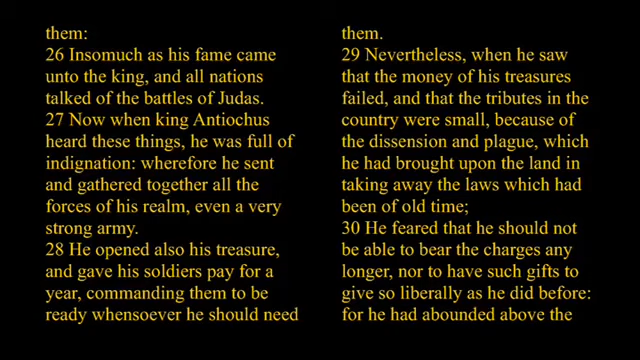 them:
26 Insomuch as his fame came
unto the king, and all nations
talked of the battles of Judas.
27 Now when king Antiochus
heard these things, he was full of
indignation: wherefore he sent
and gathered together all the
forces of his realm, even a very
strong army.
28 He opened also his treasure,
and gave his soldiers pay for a
year, commanding them to be
ready whensoever he should need
them.
29 Nevertheless, when he saw
that the money of his treasures
failed, and that the tributes in the
country were small, because of
the dissension and plague, which
he had brought upon the land in
taking away the laws which had
been of old time;
30 He feared that he should not
be able to bear the charges any
longer, nor to have such gifts to
give so liberally as he did before:
for he had abounded above the